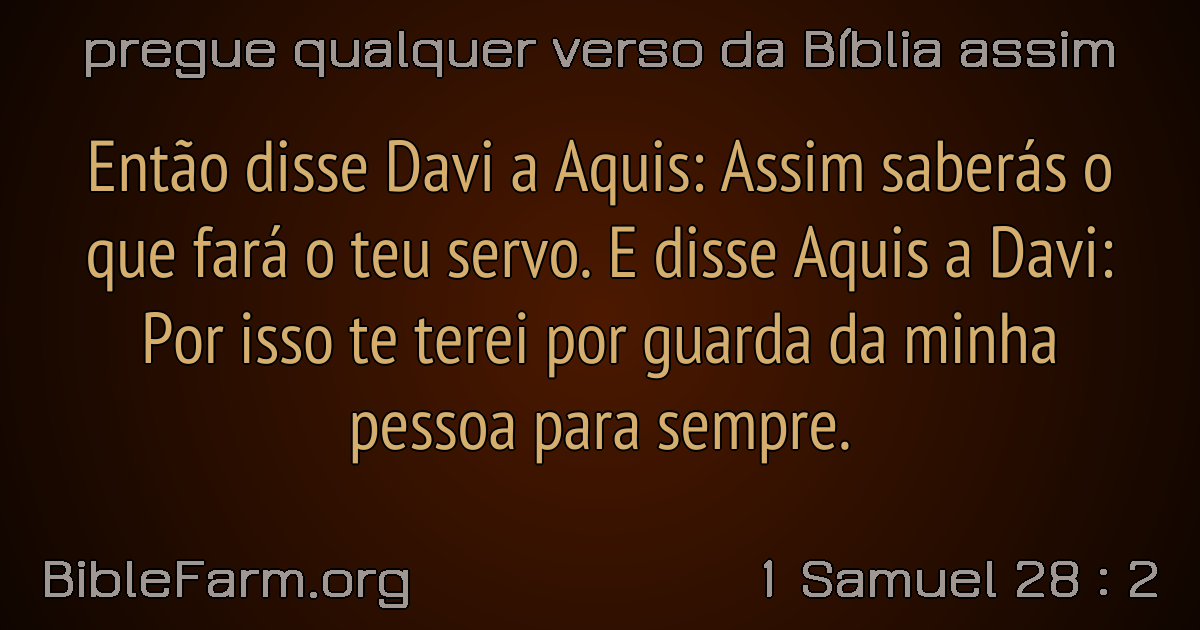 pregue qualquer verso da Bíblia assim
Então disse Davi a Aquis: Assim saberás o
que fará o teu servo. E disse Aquis a Davi:
Por isso te terei por guarda da minha
pessoa para sempre.
BibleFarm.org
1 Samuel 28 : 2